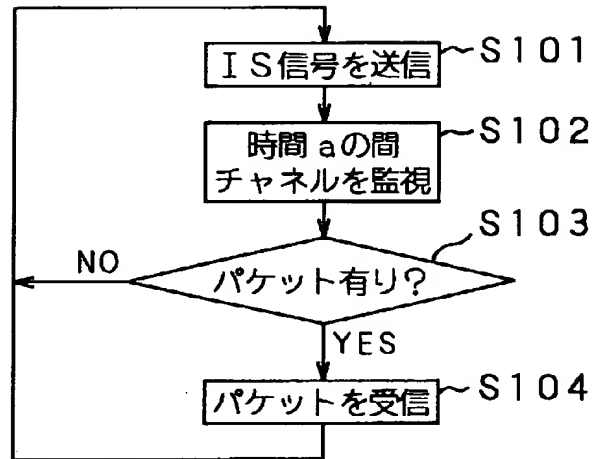 IS信号を送信 S101
時間aの間 S102
チャネルを監視
S103
NO パケット有り?
YES
パケットを受信 S104